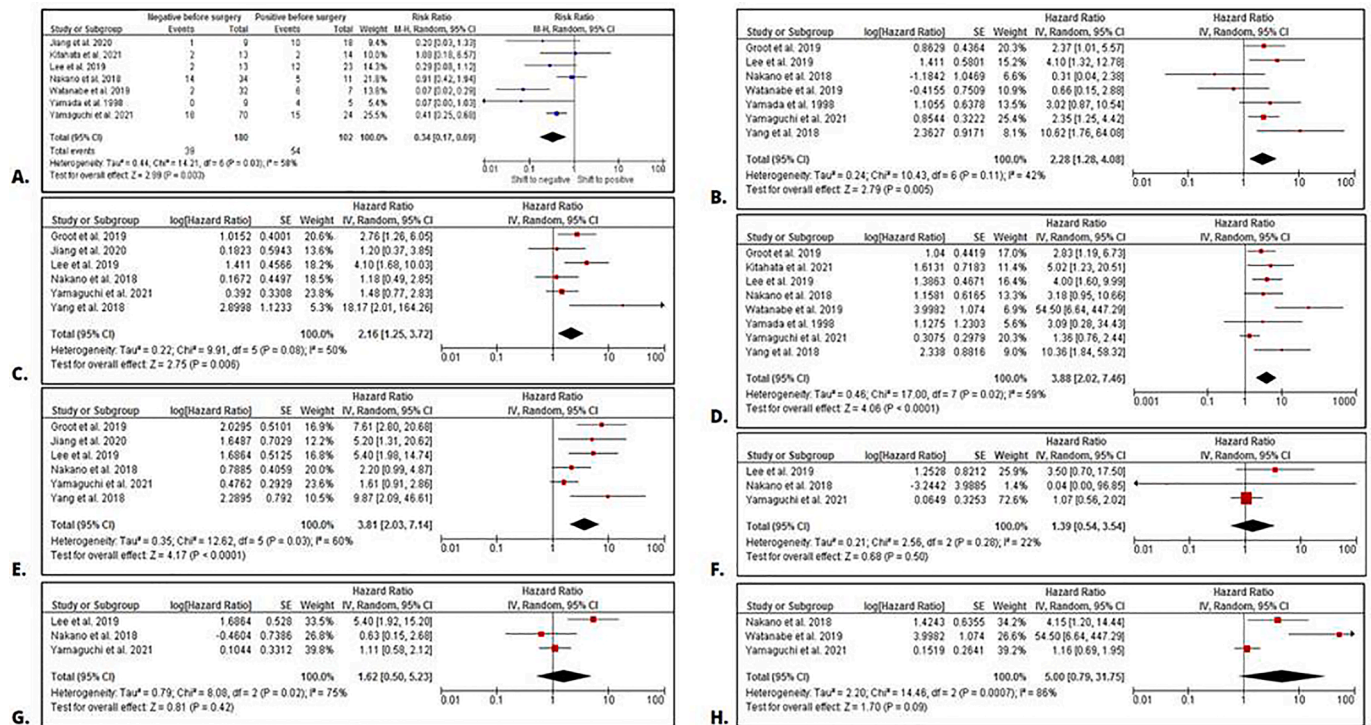 A.
Negative before surgery Positive before surgery Risk Ratio Risk Ratio
Study or Subgroup Events Total Events Total Weight M-H, Random, 95% CI M-H, Random, 95% CI
Jiang et al. 2020 1 9 10 18 9.4% 0.20 [0.03, 1.33]
Kitahata et al. 2021 2 13 2 14 10.0% 1.08 [0.18, 6.57]
Lee et al. 2019 2 13 12 23 14.3% 0.29 [0.08, 1.12]
Nakano et al. 2018 14 34 5 11 21.8% 0.91 [0.42, 1.94]
Watanabe et al. 2019 2 32 6 7 13.8% 0.07 [0.02, 0.29]
Yamada et al. 1998 0 9 4 5 5.4% 0.07 [0.00, 1.03]
Yamaguchi et al. 2021 18 70 15 24 25.5% 0.41 [0.25, 0.68]
Total (95% CI) 180 102 100.0% 0.34 [0.17, 0.69]
Total events 39 54
Heterogeneity: Tau² = 0.44, Chi² = 14.21, df = 6 (P = 0.03), I² = 58%
Test for overall effect: Z = 2.99 (P = 0.003)
0.01 0.1 1 10 100
Shift to negative Shift to positive
B.
Hazard Ratio Hazard Ratio
Study or Subgroup log[Hazard Ratio] SE Weight IV, Random, 95% CI IV, Random, 95% CI
Groot et al. 2019 0.8629 0.4364 20.3% 2.37 [1.01, 5.57]
Lee et al. 2019 1.411 0.5801 15.2% 4.10 [1.32, 12.78]
Nakano et al. 2018 -1.1842 1.0469 6.6% 0.31 [0.04, 2.38]
Watanabe et al. 2019 -0.4155 0.7509 10.9% 0.66 [0.15, 2.88]
Yamada et al. 1998 1.1055 0.6378 13.5% 3.02 [0.87, 10.54]
Yamaguchi et al. 2021 0.8544 0.3222 25.4% 2.35 [1.25, 4.42]
Yang et al. 2018 2.3627 0.9171 8.1% 10.62 [1.76, 64.08]
Total (95% CI) 100.0% 2.28 [1.28, 4.08]
Heterogeneity: Tau² = 0.24; Chi² = 10.43, df = 6 (P = 0.11); I² = 42%
Test for overall effect: Z = 2.79 (P = 0.005)
0.01 0.1 1 10 100
C.
Hazard Ratio Hazard Ratio
Study or Subgroup log[Hazard Ratio] SE Weight IV, Random, 95% CI IV, Random, 95% CI
Groot et al. 2019 1.0152 0.4001 20.6% 2.76 [1.26, 6.05]
Jiang et al. 2020 0.1823 0.5943 13.6% 1.20 [0.37, 3.85]
Lee et al. 2019 1.411 0.4566 18.2% 4.10 [1.68, 10.03]
Nakano et al. 2018 0.1672 0.4497 18.5% 1.18 [0.49, 2.85]
Yamaguchi et al. 2021 0.392 0.3308 23.8% 1.48 [0.77, 2.83]
Yang et al. 2018 2.8998 1.1233 5.3% 18.17 [2.01, 164.26]
Total (95% CI) 100.0% 2.16 [1.25, 3.72]
Heterogeneity: Tau² = 0.22; Chi² = 9.91, df = 5 (P = 0.08); I² = 50%
Test for overall effect: Z = 2.75 (P = 0.006)
0.01 0.1 1 10 100
D.
Hazard Ratio Hazard Ratio
Study or Subgroup log[Hazard Ratio] SE Weight IV, Random, 95% CI IV, Random, 95% CI
Groot et al. 2019 1.04 0.4419 17.0% 2.83 [1.19, 6.73]
Kitahata et al. 2021 1.6131 0.7183 11.4% 5.02 [1.23, 20.51]
Lee et al. 2019 1.3863 0.4671 16.4% 4.00 [1.60, 9.99]
Nakano et al. 2018 1.1581 0.6165 13.3% 3.18 [0.95, 10.66]
Watanabe et al. 2019 3.9982 1.074 6.9% 54.50 [6.64, 447.29]
Yamada et al. 1998 1.1275 1.2303 5.6% 3.09 [0.28, 34.43]
Yamaguchi et al. 2021 0.3075 0.2979 20.3% 1.36 [0.76, 2.44]
Yang et al. 2018 2.338 0.8816 9.0% 10.36 [1.84, 58.32]
Total (95% CI) 100.0% 3.88 [2.02, 7.46]
Heterogeneity: Tau² = 0.46; Chi² = 17.00, df = 7 (P = 0.02); I² = 59%
Test for overall effect: Z = 4.06 (P < 0.0001)
0.001 0.1 1 10 1000
E.
Hazard Ratio Hazard Ratio
Study or Subgroup log[Hazard Ratio] SE Weight IV, Random, 95% CI IV, Random, 95% CI
Groot et al. 2019 2.0295 0.5101 16.9% 7.61 [2.80, 20.68]
Jiang et al. 2020 1.6487 0.7029 12.2% 5.20 [1.31, 20.62]
Lee et al. 2019 1.6864 0.5125 16.8% 5.40 [1.98, 14.74]
Nakano et al. 2018 0.7885 0.4059 20.0% 2.20 [0.99, 4.87]
Yamaguchi et al. 2021 0.4762 0.2929 23.6% 1.61 [0.91, 2.86]
Yang et al. 2018 2.2895 0.792 10.5% 9.87 [2.09, 46.61]
Total (95% CI) 100.0% 3.81 [2.03, 7.14]
Heterogeneity: Tau² = 0.35; Chi² = 12.62, df = 5 (P = 0.03); I² = 60%
Test for overall effect: Z = 4.17 (P < 0.0001)
0.01 0.1 1 10 100
F.
Hazard Ratio Hazard Ratio
Study or Subgroup log[Hazard Ratio] SE Weight IV, Random, 95% CI IV, Random, 95% CI
Lee et al. 2019 1.2528 0.8212 25.9% 3.50 [0.70, 17.50]
Nakano et al. 2018 -3.2442 3.9885 1.4% 0.04 [0.00, 96.85]
Yamaguchi et al. 2021 0.0649 0.3253 72.6% 1.07 [0.56, 2.02]
Total (95% CI) 100.0% 1.39 [0.54, 3.54]
Heterogeneity: Tau² = 0.21; Chi² = 2.56, df = 2 (P = 0.28); I² = 22%
Test for overall effect: Z = 0.68 (P = 0.50)
0.01 0.1 1 10 100
G.
Hazard Ratio Hazard Ratio
Study or Subgroup log[Hazard Ratio] SE Weight IV, Random, 95% CI IV, Random, 95% CI
Lee et al. 2019 1.6864 0.528 33.5% 5.40 [1.92, 15.20]
Nakano et al. 2018 -0.4604 0.7386 26.8% 0.63 [0.15, 2.68]
Yamaguchi et al. 2021 0.1044 0.3312 39.8% 1.11 [0.58, 2.12]
Total (95% CI) 100.0% 1.62 [0.50, 5.23]
Heterogeneity: Tau² = 0.79; Chi² = 8.08, df = 2 (P = 0.02); I² = 75%
Test for overall effect: Z = 0.81 (P = 0.42)
0.01 0.1 1 10 100
H.
Hazard Ratio Hazard Ratio
Study or Subgroup log[Hazard Ratio] SE Weight IV, Random, 95% CI IV, Random, 95% CI
Nakano et al. 2018 1.4243 0.6355 34.2% 4.15 [1.20, 14.44]
Watanabe et al. 2019 3.9982 1.074 26.6% 54.50 [6.64, 447.29]
Yamaguchi et al. 2021 0.1519 0.2641 39.2% 1.16 [0.69, 1.95]
Total (95% CI) 100.0% 5.00 [0.79, 31.75]
Heterogeneity: Tau² = 2.20; Chi² = 14.46, df = 2 (P = 0.0007); I² = 86%
Test for overall effect: Z = 1.70 (P = 0.09)
0.01 0.1 1 10 100